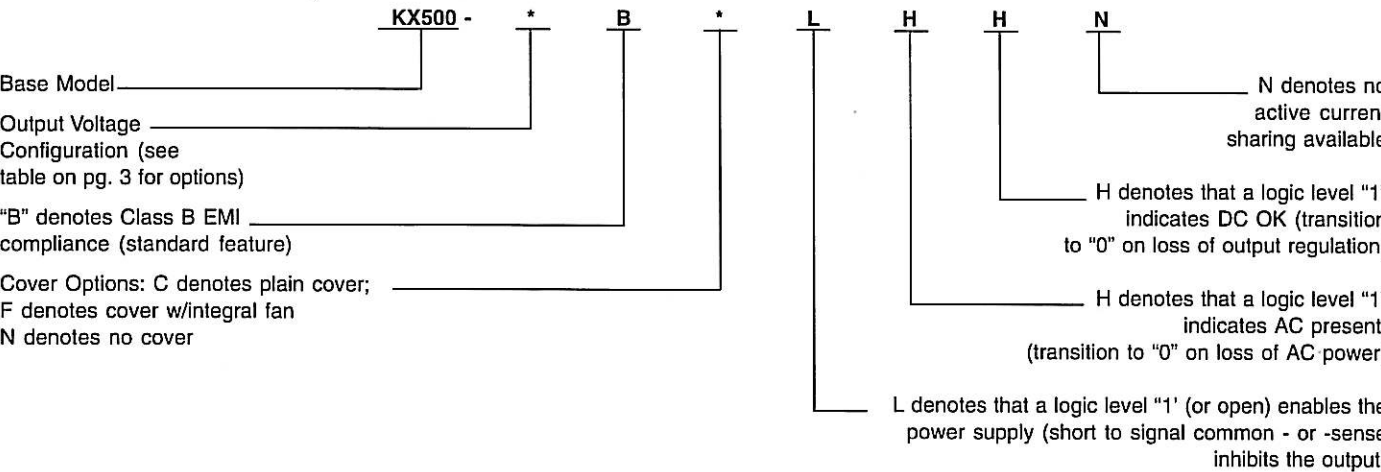 KX500 - * B * L H H N
Base Model
Output Voltage
Configuration (see
table on pg. 3 for options)
"B" denotes Class B EMI
compliance (standard feature)
Cover Options: C denotes plain cover;
F denotes cover w/integral fan
N denotes no cover
N denotes no
active curren
sharing available
H denotes that a logic level "1'
indicates DC OK (transition
to "0" on loss of output regulation
H denotes that a logic level "1'
indicates AC present
(transition to "0" on loss of AC power
L denotes that a logic level "1' (or open) enables the
power supply (short to signal common - or -sense
inhibits the output